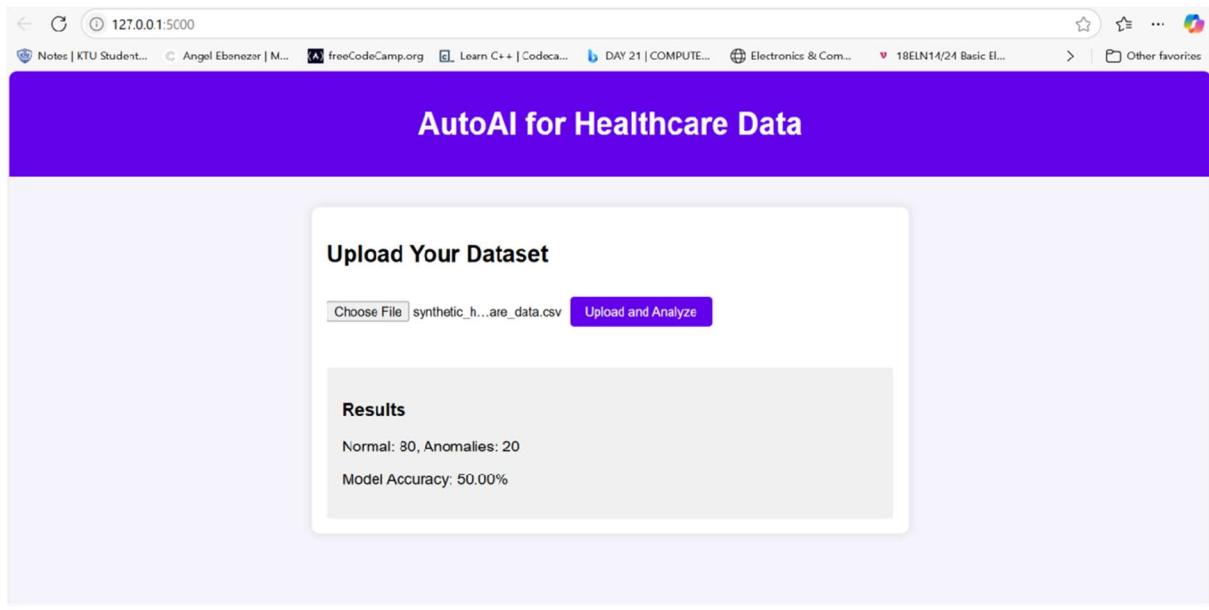 127.0.0.1:5000
Notes | KTU Student... Angel Ebenezer | M... freeCodeCamp.org Learn C++ | Codeca... DAY 21 | COMPUTE... Electronics & Com... 18ELN14/24 Basic El... Other favorites
AutoAI for Healthcare Data
Upload Your Dataset
Choose File synthetic_h...are_data.csv Upload and Analyze
Results
Normal: 80, Anomalies: 20
Model Accuracy: 50.00%